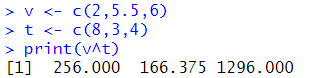 > v <- c(2,5.5,6)
> t <- c(8,3,4)
> print(v^t)
[1]  256.000  166.375 1296.000